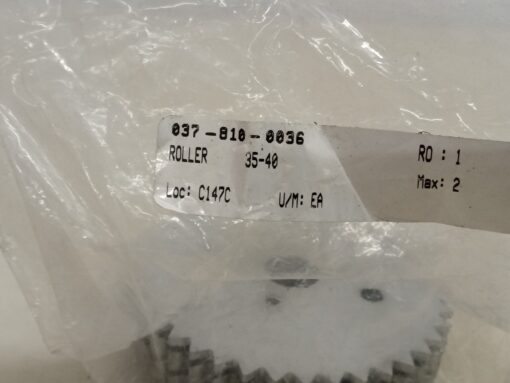 037-810-0036
ROLLER 35-40 RO : 1
Loc: C147C U/M: EA Max: 2